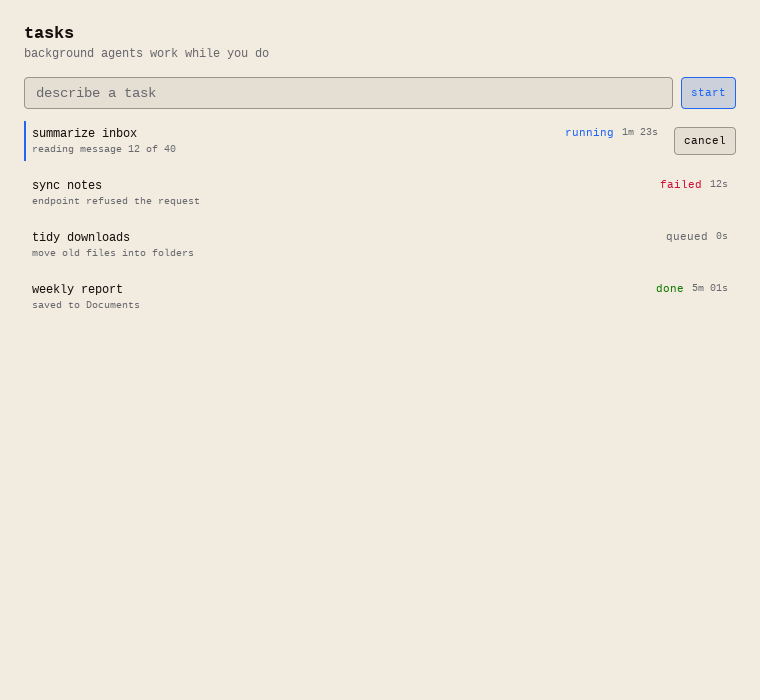 tasks
background agents work while you do
describe a task
start
summarize inbox
running 1m 23s
cancel
reading message 12 of 40
sync notes
failed 12s
endpoint refused the request
tidy downloads
queued 0s
move old files into folders
weekly report
done 5m 01s
saved to Documents